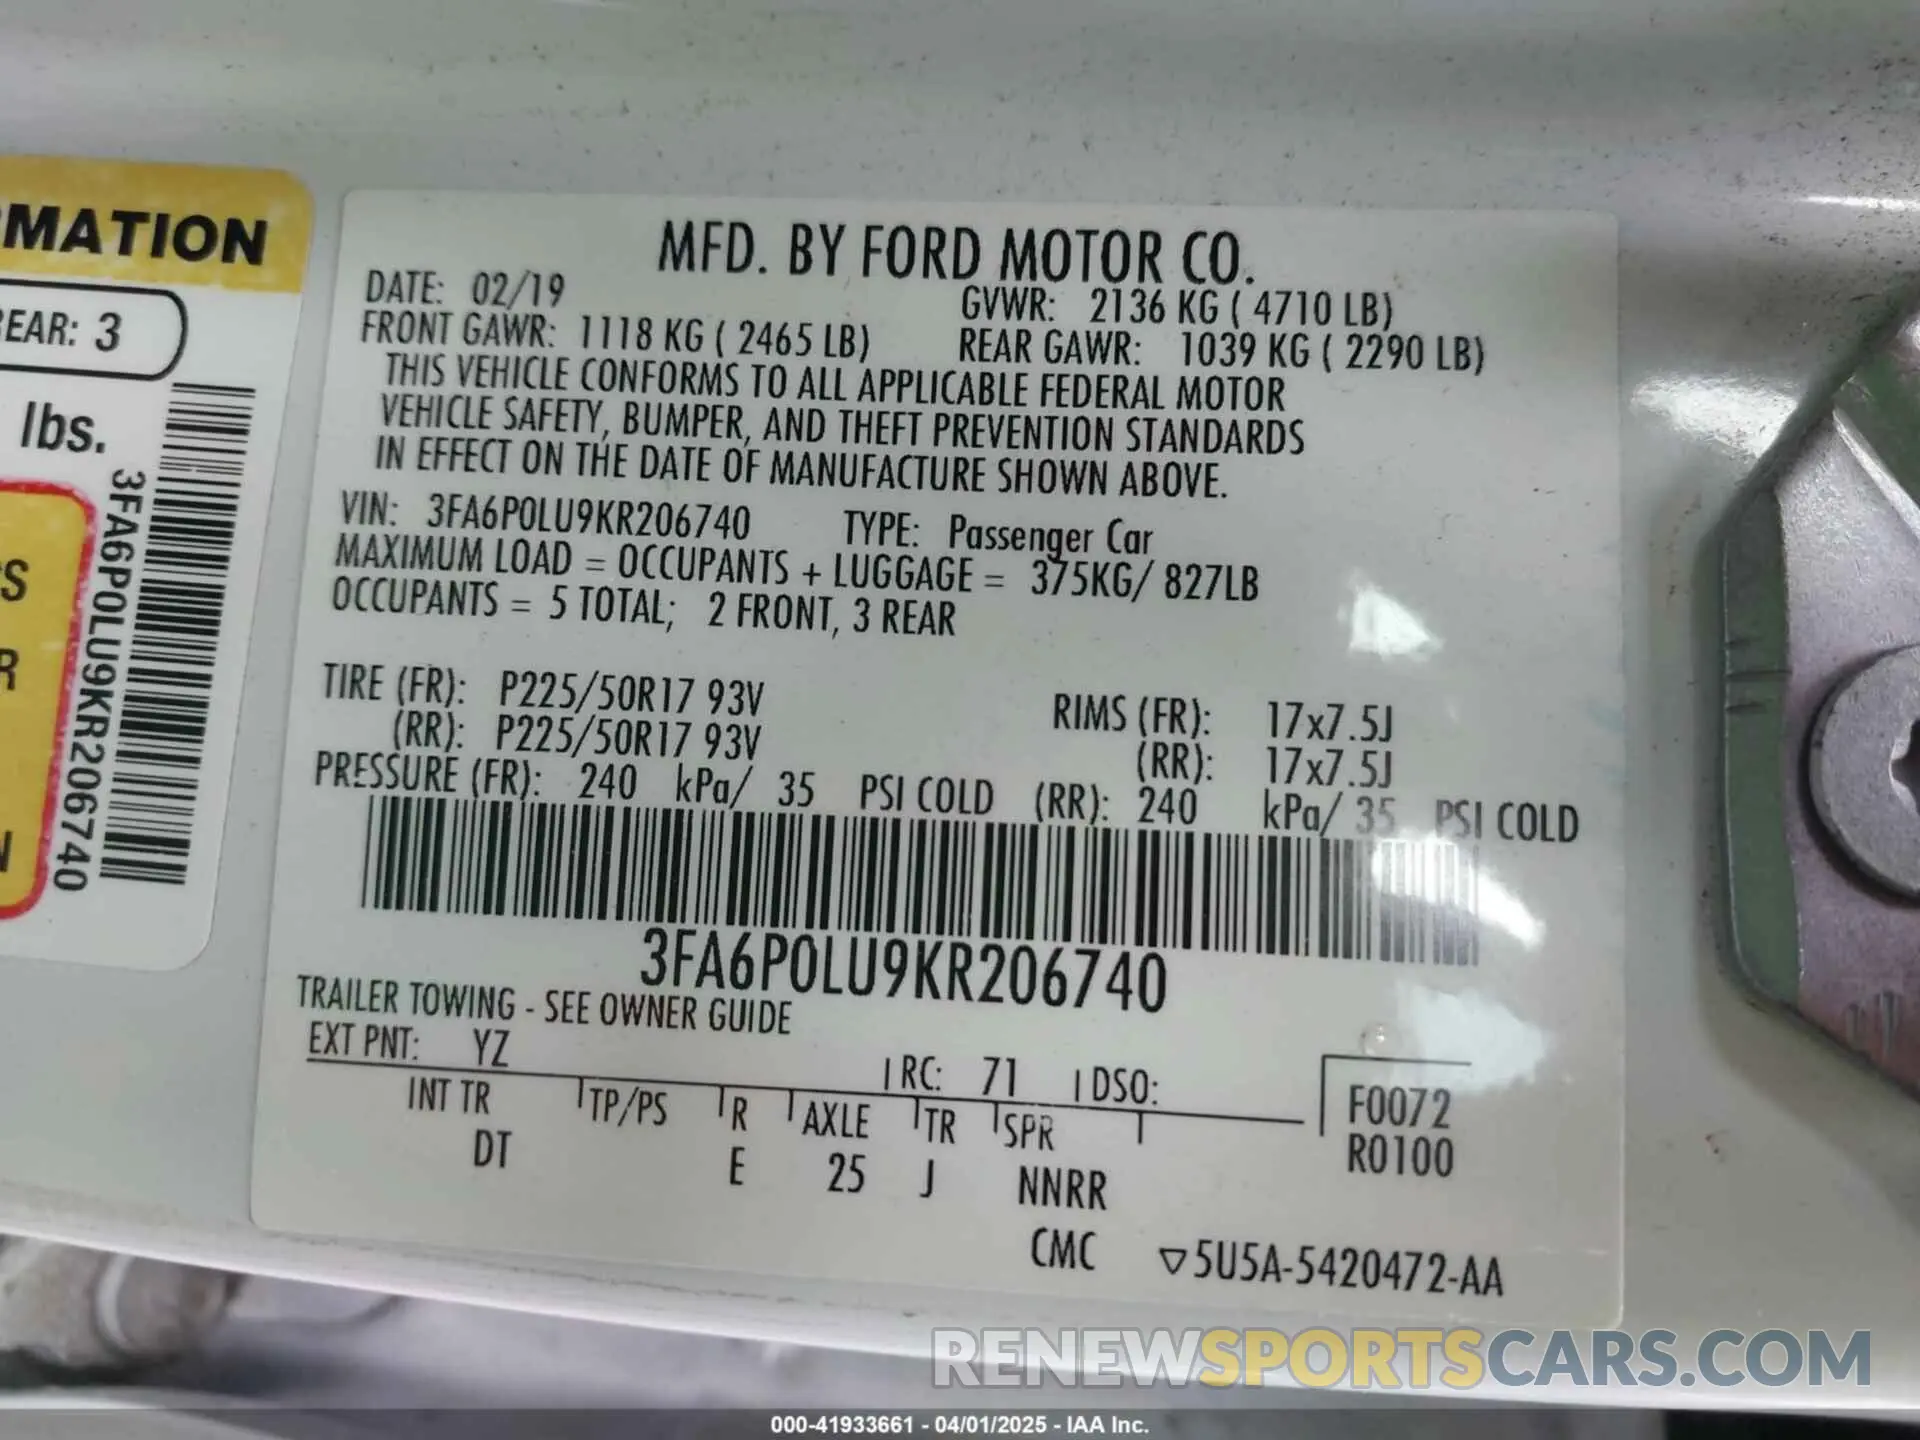 RMATION
REAR: 3
lbs.
3FA6P0LU9KR206740
MFD. BY FORD MOTOR CO.
DATE: 02/19 GVWR: 2136 KG ( 4710 LB)
FRONT GAWR: 1118 KG ( 2465 LB) REAR GAWR: 1039 KG ( 2290 LB)
THIS VEHICLE CONFORMS TO ALL APPLICABLE FEDERAL MOTOR
VEHICLE SAFETY, BUMPER, AND THEFT PREVENTION STANDARDS
IN EFFECT ON THE DATE OF MANUFACTURE SHOWN ABOVE.
VIN: 3FA6P0LU9KR206740 TYPE: Passenger Car
MAXIMUM LOAD = OCCUPANTS + LUGGAGE = 375KG/ 827LB
OCCUPANTS = 5 TOTAL; 2 FRONT, 3 REAR
TIRE (FR): P225/50R17 93V RIMS (FR): 17x7.5J
(RR): P225/50R17 93V (RR): 17x7.5J
PRESSURE (FR): 240 kPa/ 35 PSI COLD (RR): 240 kPa/ 35 PSI COLD
3FA6P0LU9KR206740
TRAILER TOWING - SEE OWNER GUIDE
EXT PNT: YZ RC: 71 DSO:
INT TR TP/PS R AXLE TR SPR F0072
DT E 25 J NNRR R0100
CMC ▽5U5A-5420472-AA
RENEWSPORTSCARS.COM
000-41933661 - 04/01/2025 - IAA Inc.